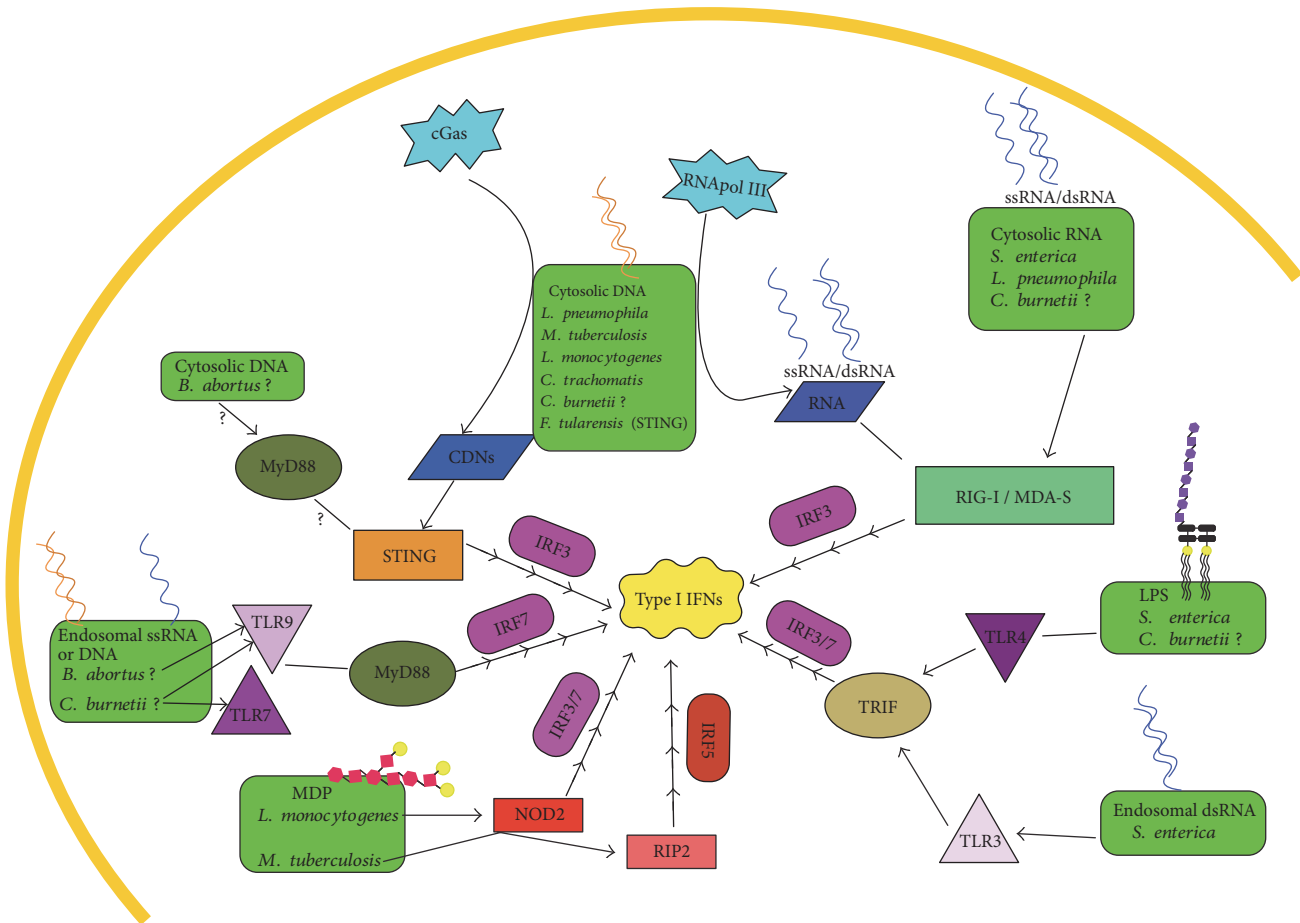 cGas
RNApol III
ssRNA/dsRNA
Cytosolic RNA
S. enterica
L. pneumophila
C. burnetii ?
Cytosolic DNA
L. pneumophila
M. tuberculosis
L. monocytogenes
C. trachomatis
C. burnetii ?
F. tularensis (STING)
ssRNA/dsRNA
RNA
Cytosolic DNA
B. abortus ?
?
MyD88
?
CDNs
STING
IRF3
RIG-I / MDA-S
IRF3
Type I IFNs
LPS
S. enterica
C. burnetii ?
TLR4
IRF3/7
TRIF
Endosomal ssRNA
or DNA
B. abortus ?
C. burnetii ?
TLR9
TLR7
MyD88
IRF7
IRF3/7
IRF5
MDP
L. monocytogenes
M. tuberculosis
NOD2
RIP2
TLR3
Endosomal dsRNA
S. enterica